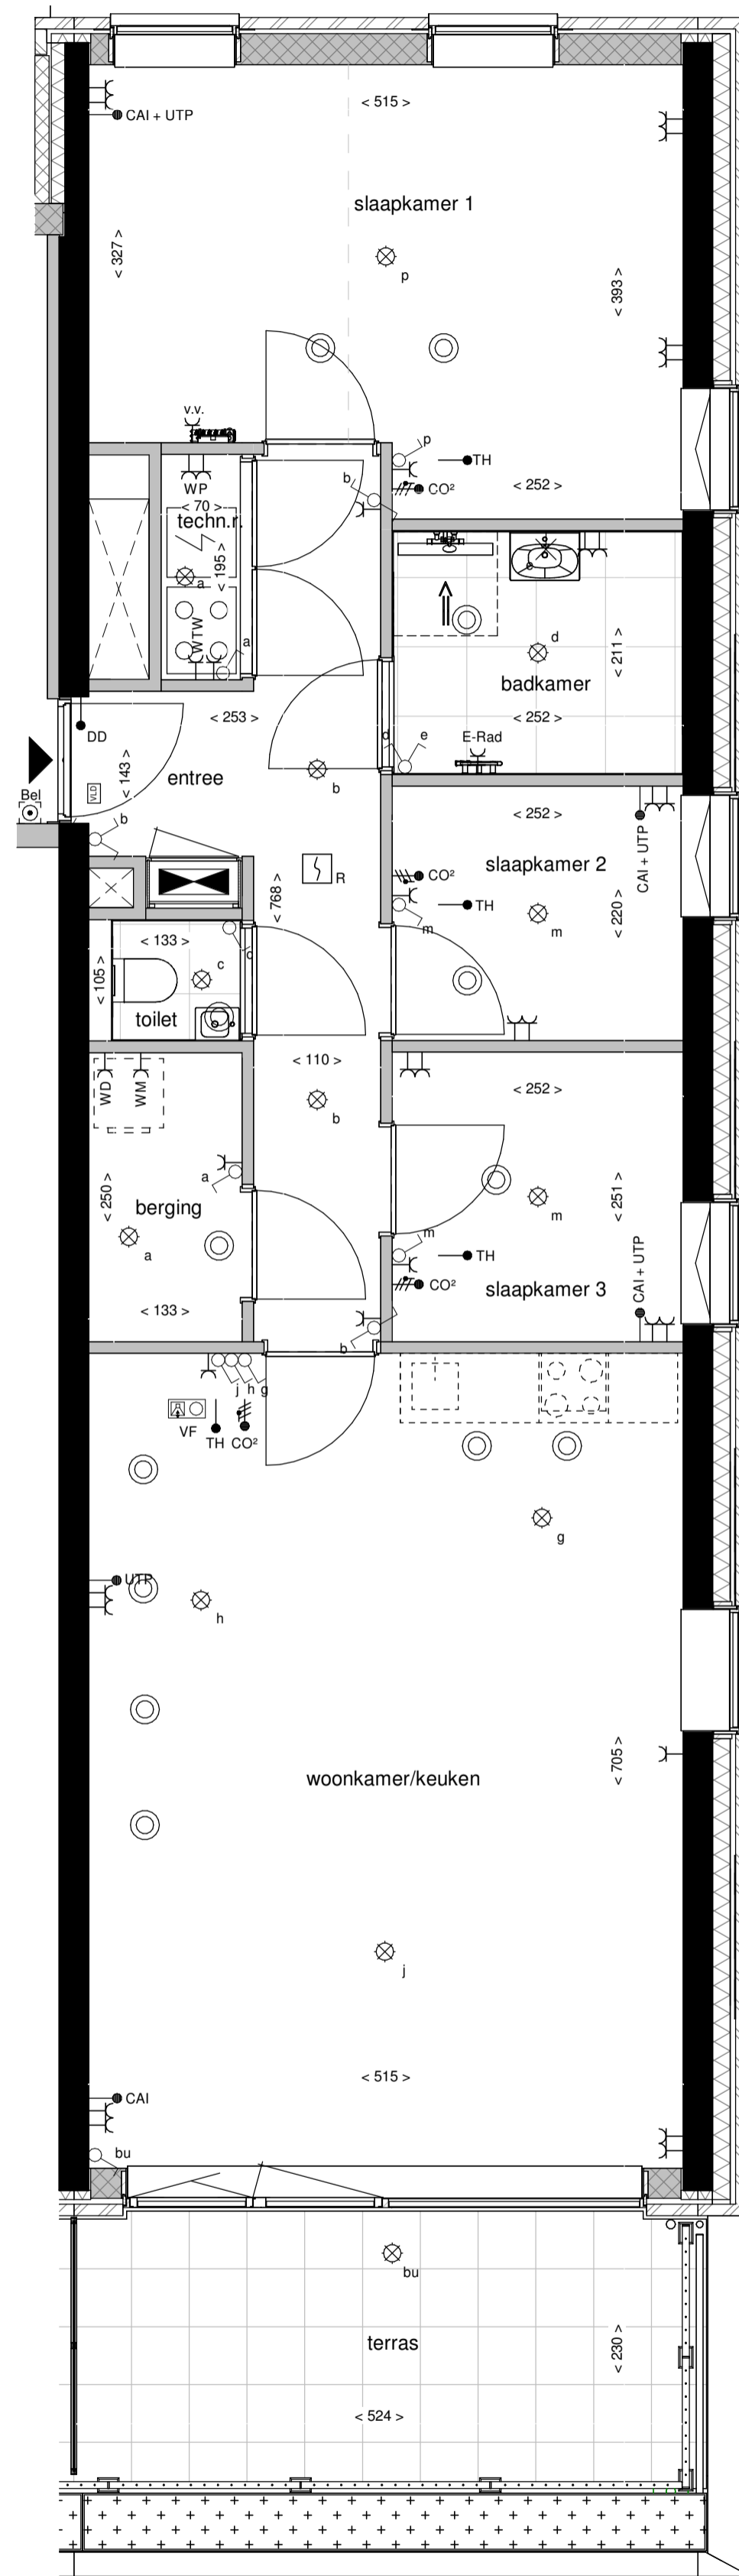 < 515 >
CAI + UTP
slaapkamer 1
< 327 >
< 393 >
p
v.v.
p
TH
WP
b
CO²
< 252 >
< 70 >
techn.r.
< 195 >
a
WTW
a
d
< 211 >
badkamer
< 253 >
< 252 >
DD
d
e
E-Rad
< 143 >
entree
Bel
VLD
b
b
< 252 >
CAI + UTP
slaapkamer 2
R
CO²
< 768 >
TH
m
m
< 220 >
< 133 >
c
c
< 105 >
toilet
< 110 >
WD
WM
< 252 >
b
a
< 250 >
berging
< 251 >
m
a
m
TH
CAI + UTP
CO²
slaapkamer 3
< 133 >
b
j
h
g
VF
TH
CO²
g
UTP
h
< 705 >
woonkamer/keuken
j
< 515 >
CAI
bu
bu
terras
< 230 >
< 524 >